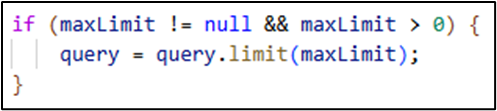 if (maxLimit != null && maxLimit > 0) {
    query = query.limit(maxLimit);
}